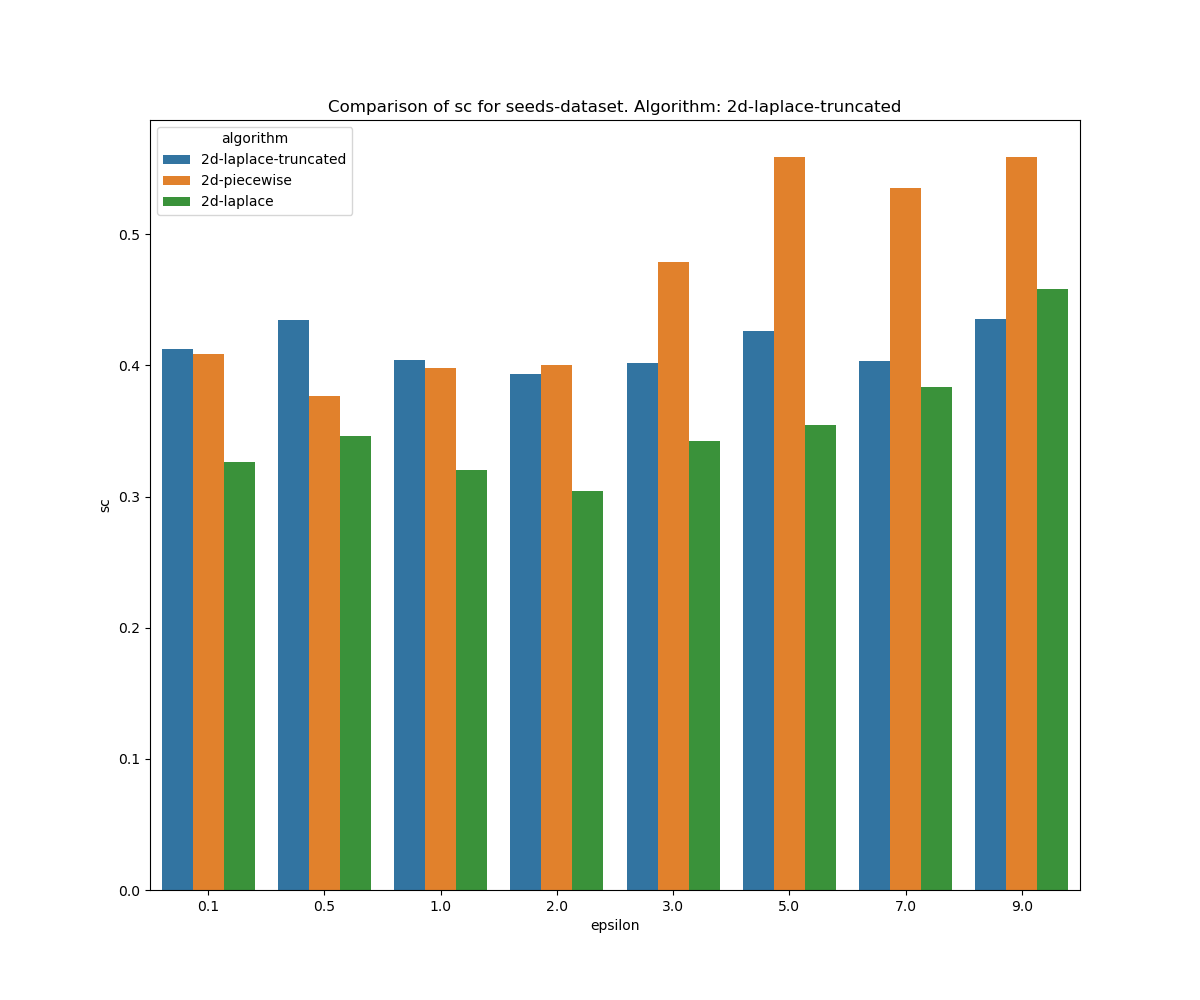 Comparison of sc for seeds-dataset. Algorithm: 2d-laplace-truncated
algorithm
2d-laplace-truncated
2d-piecewise
2d-laplace
0.5
0.4
0.3
0.2
0.1
0.0
sc
0.1 0.5 1.0 2.0 3.0 5.0 7.0 9.0
epsilon